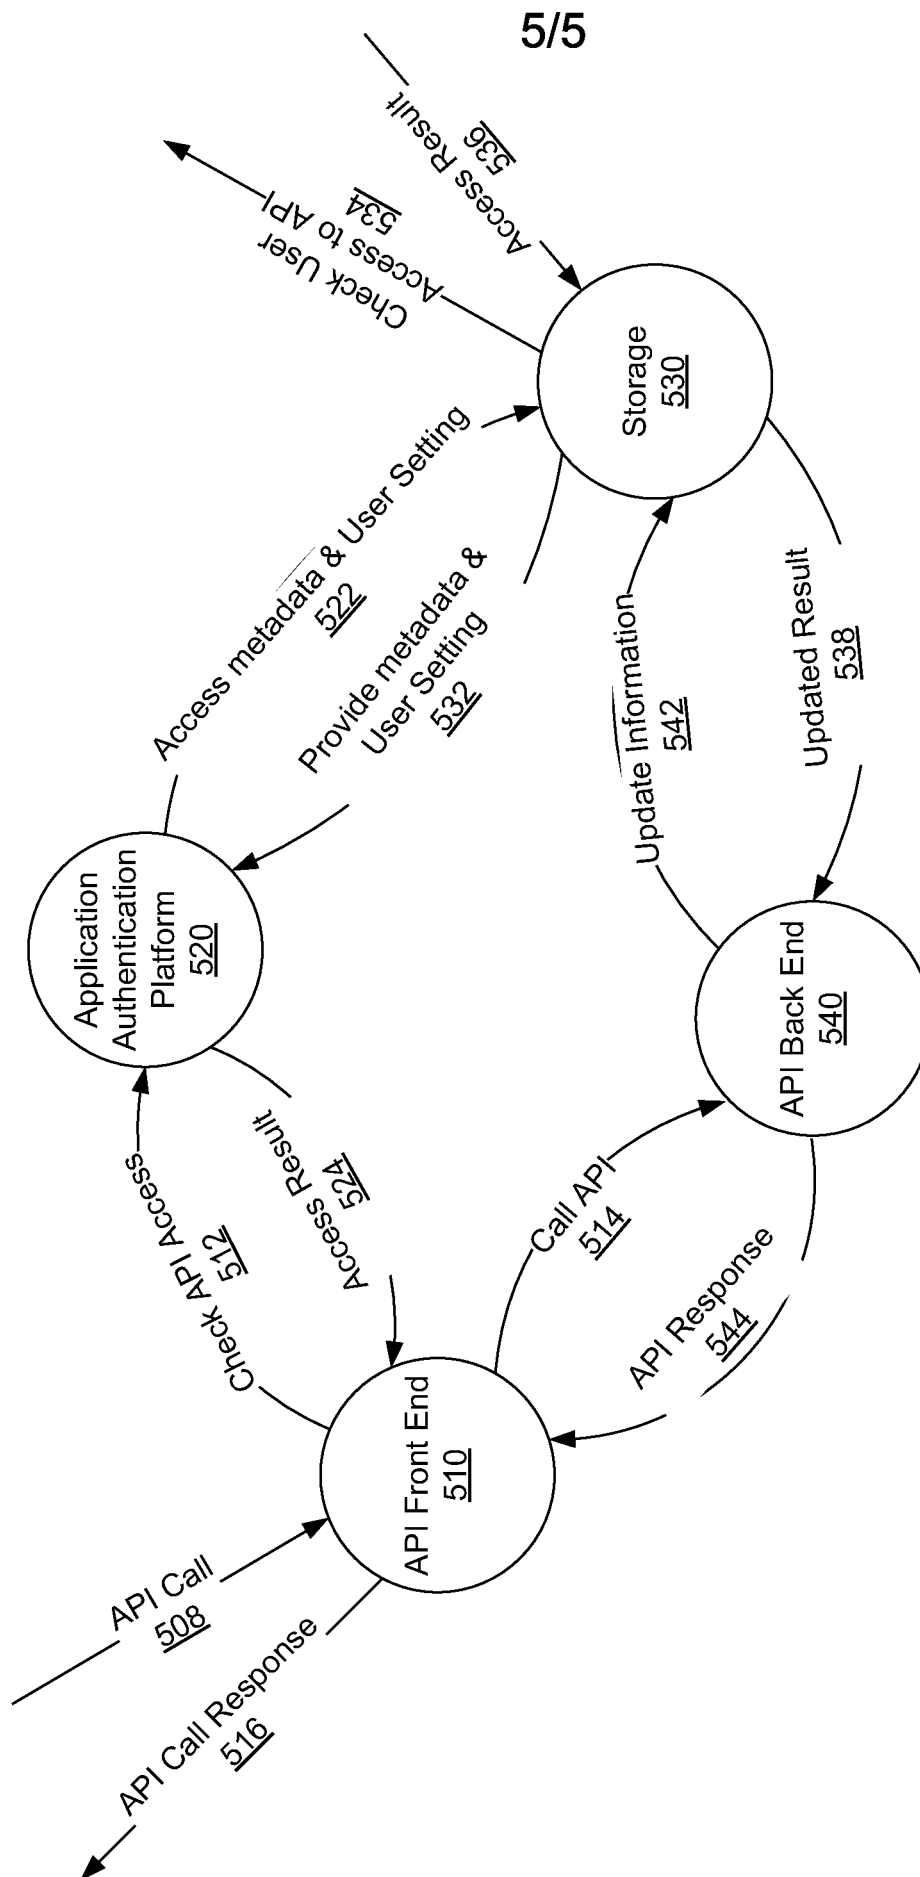 5/5
API Call
508
API Call Response
516
API Front End
510
Check API Access
512
Access Result
524
Application
Authentication
Platform
520
Access metadata & User Setting
522
Provide metadata &
User Setting
532
Call API
514
API Response
544
API Back End
540
Update Information
542
Updated Result
538
Storage
530
Check User
Access to API
534
Access Result
536